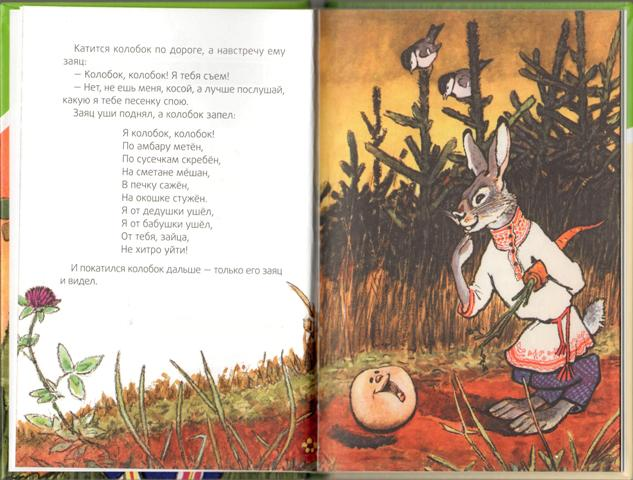 Катится колобок по дороге, а навстречу ему
заяц:
— Колобок, колобок! Я тебя съем!
— Нет, не ешь меня, косой, а лучше послушай,
какую я тебе песенку спою.
Заяц уши поднял, а колобок запел:
Я колобок, колобок!
По амбару метён,
По сусечкам скребён,
На сметане ме́шан,
В печку сажён,
На окошке стужён.
Я от дедушки ушёл,
Я от бабушки ушёл,
От тебя, зайца,
Не хитро уйти!
И покатился колобок дальше — только его заяц
и видел.